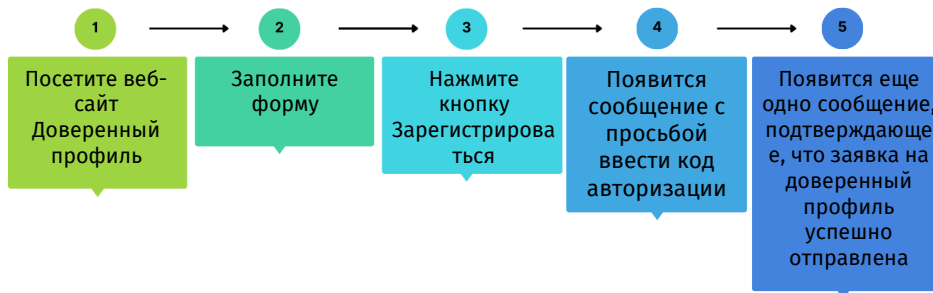 1
2
3
4
5
Посетите веб-
сайт
Доверенный
профиль
Заполните
форму
Нажмите
кнопку
Зарегистрирова
ться
Появится
сообщение с
просьбой
ввести код
авторизации
Появится еще
одно сообщение,
подтверждающе
е, что заявка на
доверенный
профиль
успешно
отправлена